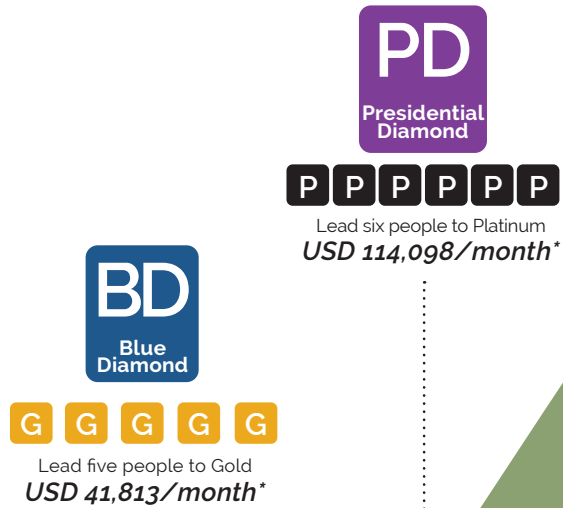 PD
Presidential
Diamond
P P P P P P
Lead six people to Platinum
USD 114,098/month*
BD
Blue
Diamond
G G G G G
Lead five people to Gold
USD 41,813/month*